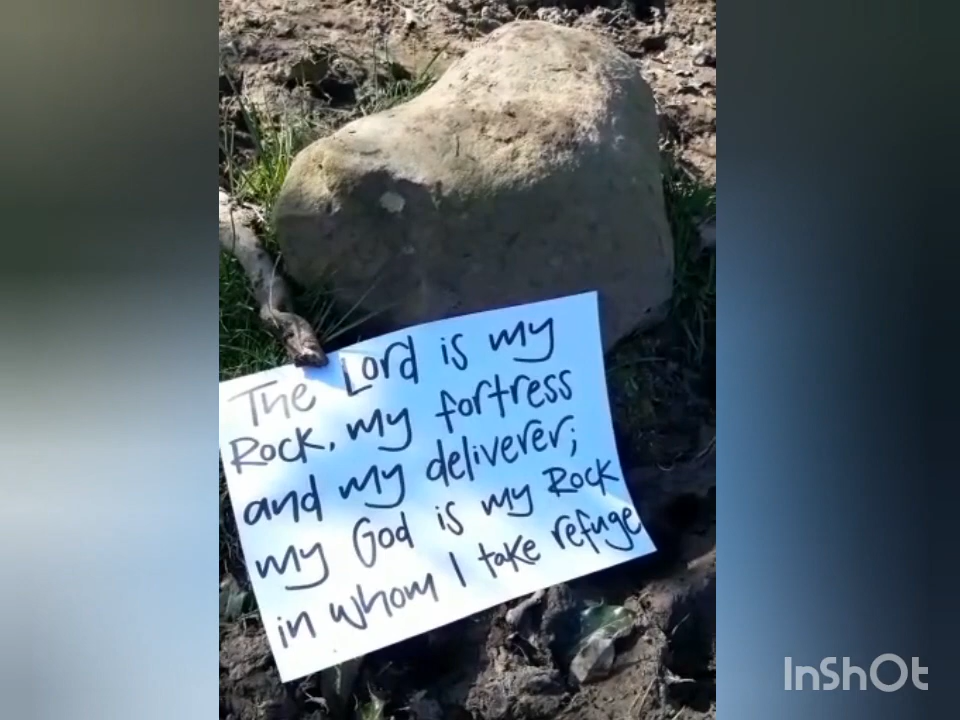 The Lord is my
Rock, my fortress
and my deliverer;
my God is my Rock
in whom I take refuge
InShOt